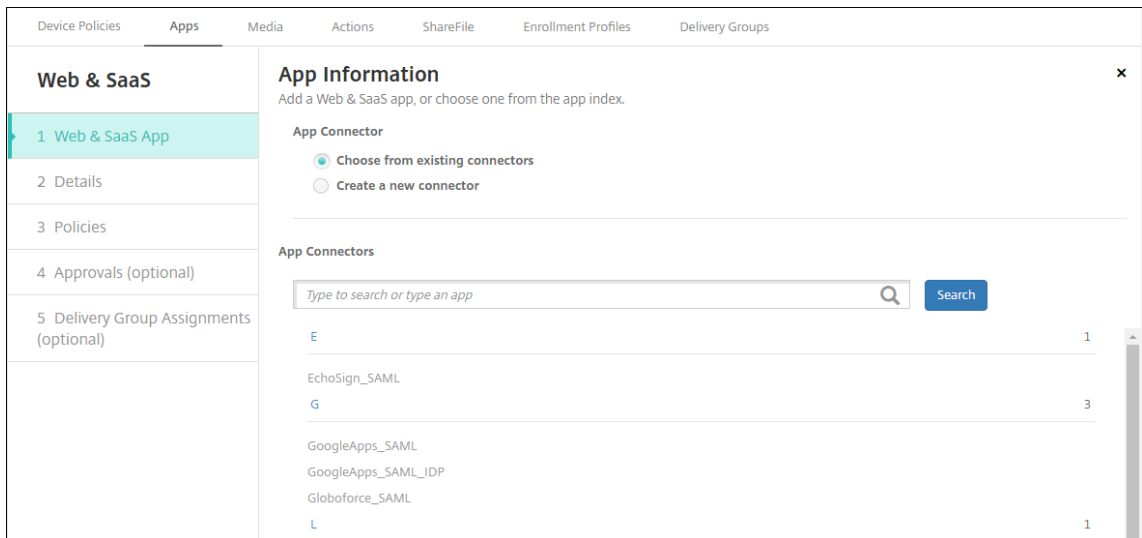 Device Policies Apps Media Actions ShareFile Enrollment Profiles Delivery Groups
Web & SaaS
1 Web & SaaS App
2 Details
3 Policies
4 Approvals (optional)
5 Delivery Group Assignments
(optional)
App Information
Add a Web & SaaS app, or choose one from the app index.
App Connector
Choose from existing connectors
Create a new connector
App Connectors
Type to search or type an app
Search
E 1
EchoSign_SAML
G 3
GoogleApps_SAML
GoogleApps_SAML_IDP
Globoforce_SAML
L 1